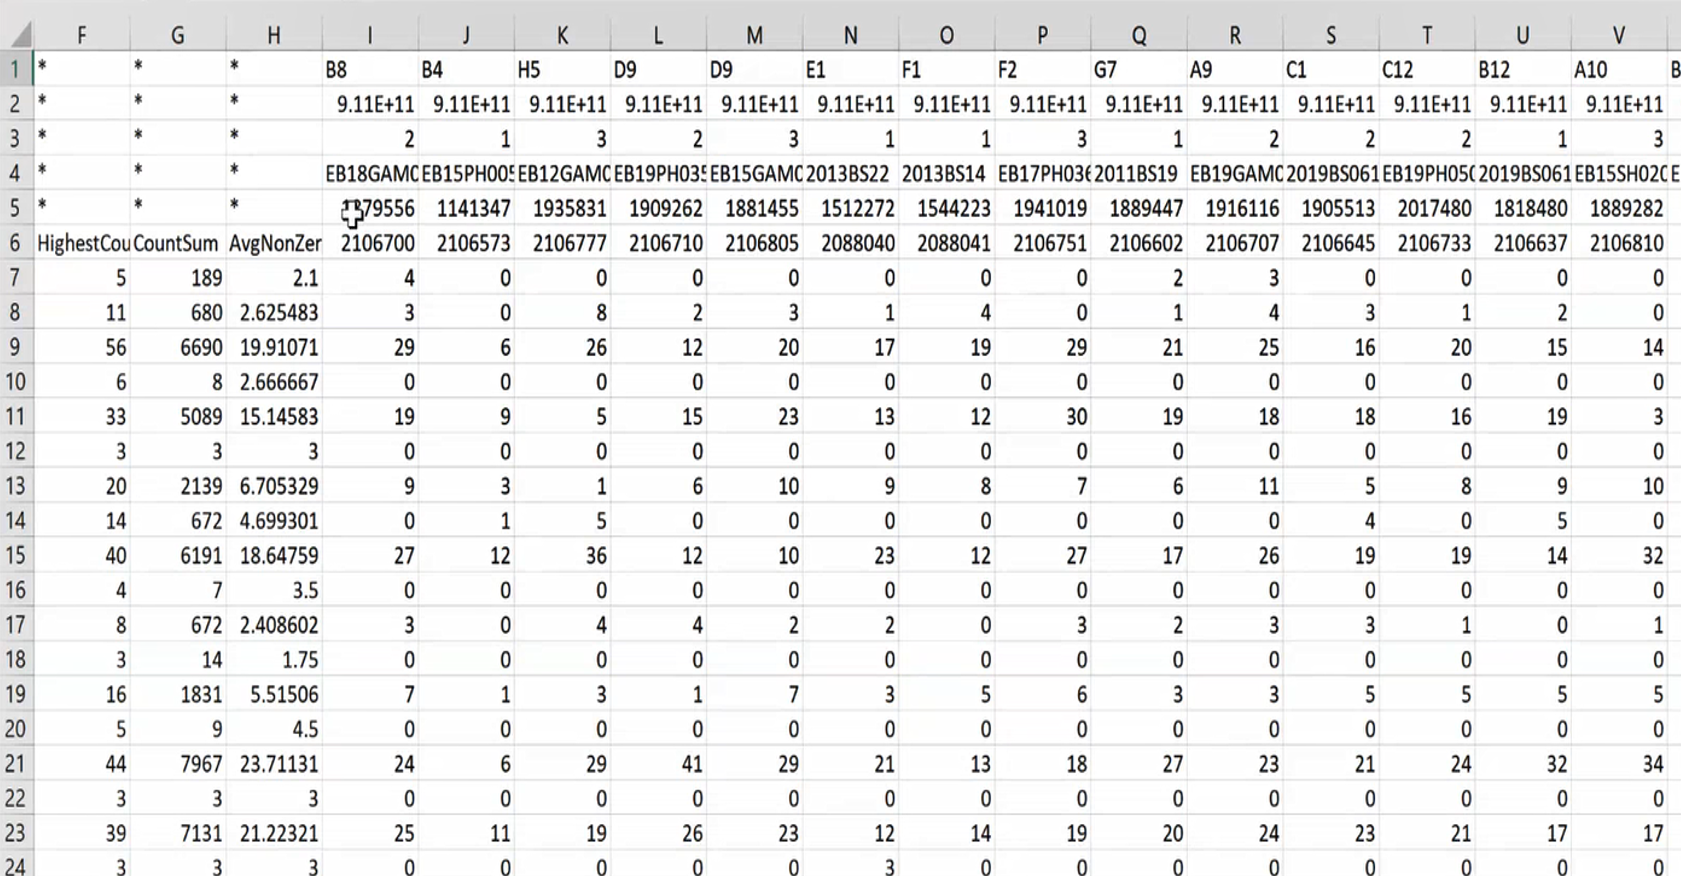 F G H I J K L M N O P Q R S T U V
1 * * * B8 B4 H5 D9 D9 E1 F1 F2 G7 A9 C1 C12 B12 A10 B
2 * * * 9.11E+11 9.11E+11 9.11E+11 9.11E+11 9.11E+11 9.11E+11 9.11E+11 9.11E+11 9.11E+11 9.11E+11 9.11E+11 9.11E+11 9.11E+11 9.11E+11
3 * * * 2 1 3 2 3 1 1 3 1 2 2 2 1 3
4 * * * EB18GAM0 EB15PH005 EB12GAM0 EB19PH035 EB15GAM0 2013BS22 2013BS14 EB17PH036 2011BS19 EB19GAM0 2019BS061 EB19PH050 2019BS061 EB15SH020 E
5 * * * 1141347 1935831 1909262 1881455 1512272 1544223 1941019 1889447 1916116 1905513 2017480 1818480 1889282
6 HighestCou CountSum AvgNonZer 2106700 2106573 2106777 2106710 2106805 2088040 2088041 2106751 2106602 2106707 2106645 2106733 2106637 2106810
7 5 189 2.1 4 0 0 0 0 0 0 0 2 3 0 0 0 0
8 11 680 2.625483 3 0 8 2 3 1 4 0 1 4 3 1 2 0
9 56 6690 19.91071 29 6 26 12 20 17 19 29 21 25 16 20 15 14
10 6 8 2.666667 0 0 0 0 0 0 0 0 0 0 0 0 0 0
11 33 5089 15.14583 19 9 5 15 23 13 12 30 19 18 18 16 19 3
12 3 3 3 0 0 0 0 0 0 0 0 0 0 0 0 0 0
13 20 2139 6.705329 9 3 1 6 10 9 8 7 6 11 5 8 9 10
14 14 672 4.699301 0 1 5 0 0 0 0 0 0 0 4 0 5 0
15 40 6191 18.64759 27 12 36 12 10 23 12 27 17 26 19 19 14 32
16 4 7 3.5 0 0 0 0 0 0 0 0 0 0 0 0 0 0
17 8 672 2.408602 3 0 4 4 2 2 0 3 2 3 3 1 0 1
18 3 14 1.75 0 0 0 0 0 0 0 0 0 0 0 0 0 0
19 16 1831 5.51506 7 1 3 1 7 3 5 6 3 3 5 5 5 5
20 5 9 4.5 0 0 0 0 0 0 0 0 0 0 0 0 0 0
21 44 7967 23.71131 24 6 29 41 29 21 13 18 27 23 21 24 32 34
22 3 3 3 0 0 0 0 0 0 0 0 0 0 0 0 0 0
23 39 7131 21.22321 25 11 19 26 23 12 14 19 20 24 23 21 17 17
24 3 3 3 0 0 0 0 0 3 0 0 0 0 0 0 0 0